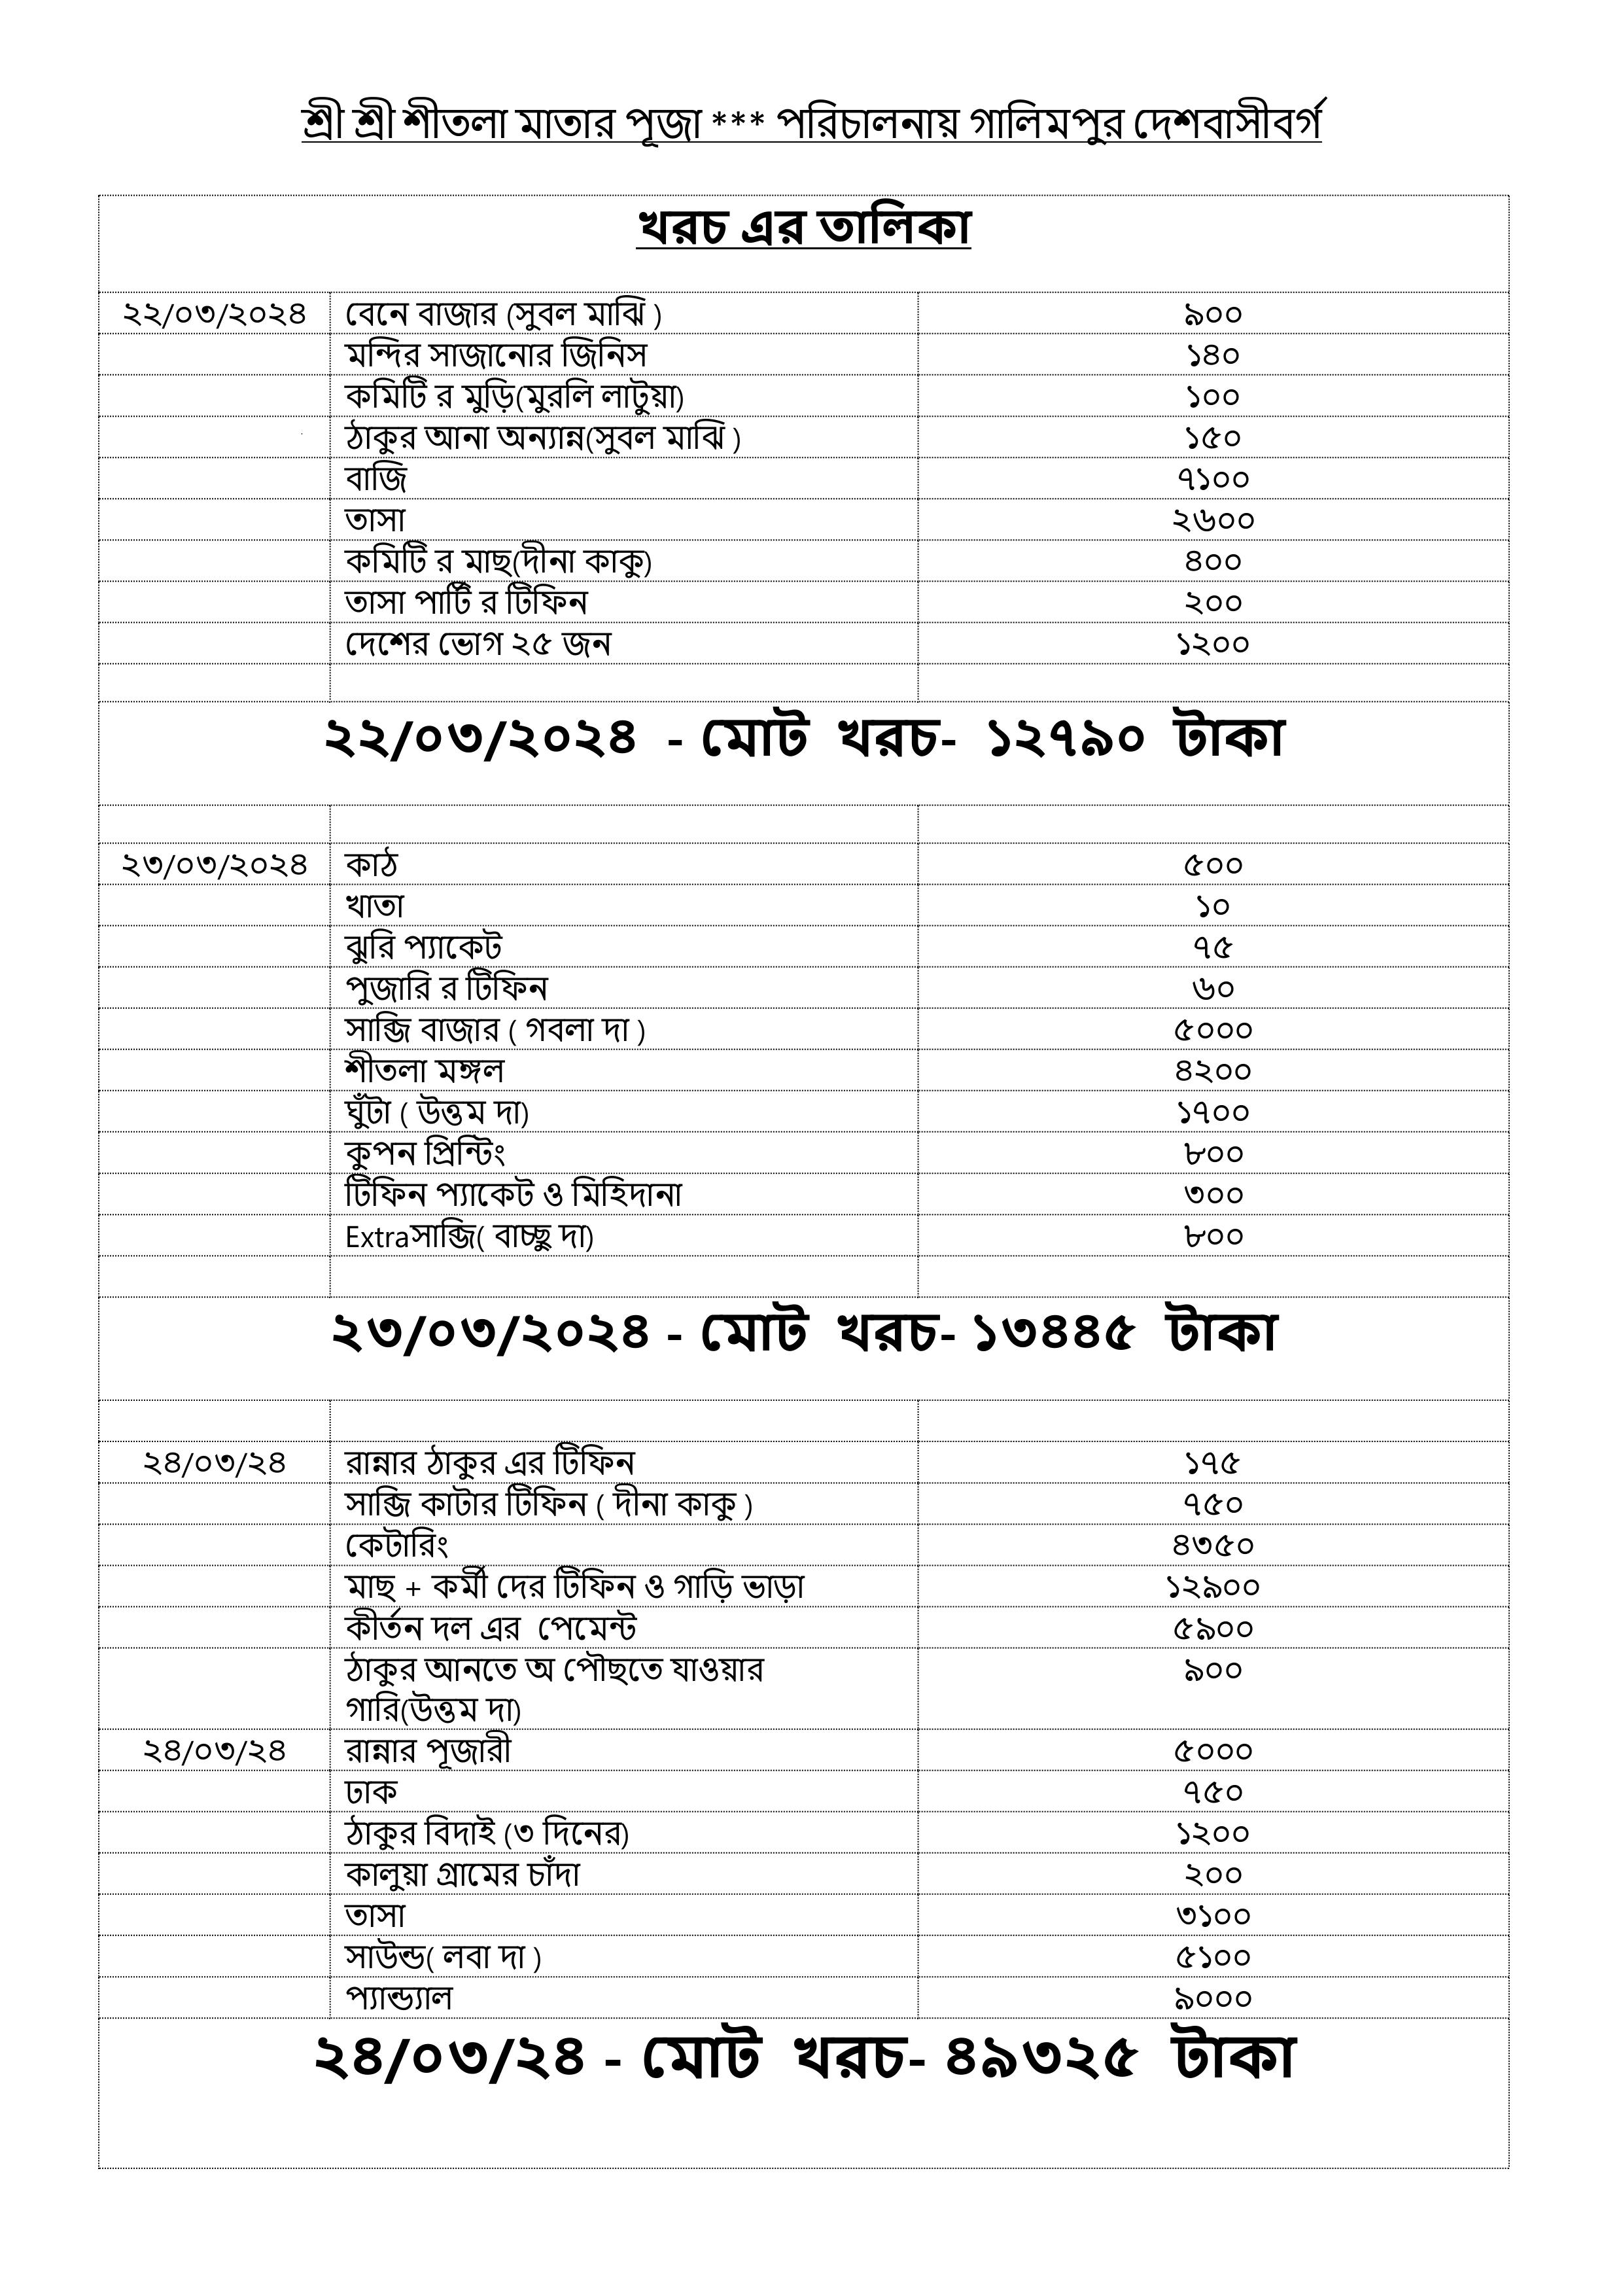 শ্রী শ্রী শীতলা মাতার পূজা *** পরিচালনায় গালিমপুর দেশবাসীবর্গ
খরচ এর তালিকা
২২/০৩/২০২৪ বেনে বাজার (সুবল মাঝি ) ৯০০
মন্দির সাজানোর জিনিস ১৪০
কমিটি র মুড়ি(মুরলি লাটুয়া) ১০০
ঠাকুর আনা অন্যান্ন(সুবল মাঝি ) ১৫০
বাজি ৭১০০
তাসা ২৬০০
কমিটি র মাছ(দীনা কাকু) ৪০০
তাসা পার্টি র টিফিন ২০০
দেশের ভোগ ২৫ জন ১২০০
২২/০৩/২০২৪ - মোট খরচ- ১২৭৯০ টাকা
২৩/০৩/২০২৪ কাঠ ৫০০
খাতা ১০
ঝুরি প্যাকেট ৭৫
পুজারি র টিফিন ৬০
সাব্জি বাজার ( গবলা দা ) ৫০০০
শীতলা মঙ্গল ৪২০০
ঘুঁটা ( উত্তম দা) ১৭০০
কুপন প্রিন্টিং ৮০০
টিফিন প্যাকেট ও মিহিদানা ৩০০
Extraসাব্জি( বাচ্ছু দা) ৮০০
২৩/০৩/২০২৪ - মোট খরচ- ১৩৪৪৫ টাকা
২৪/০৩/২৪ রান্নার ঠাকুর এর টিফিন ১৭৫
সাব্জি কাটার টিফিন ( দীনা কাকু ) ৭৫০
কেটারিং ৪৩৫০
মাছ + কর্মী দের টিফিন ও গাড়ি ভাড়া ১২৯০০
কীর্তন দল এর পেমেন্ট ৫৯০০
ঠাকুর আনতে অ পৌছতে যাওয়ার ৯০০
গারি(উত্তম দা)
২৪/০৩/২৪ রান্নার পূজারী ৫০০০
ঢাক ৭৫০
ঠাকুর বিদাই (৩ দিনের) ১২০০
কালুয়া গ্রামের চাঁদা ২০০
তাসা ৩১০০
সাউন্ড( লবা দা ) ৫১০০
প্যান্ড্যাল ৯০০০
২৪/০৩/২৪ - মোট খরচ- ৪৯৩২৫ টাকা